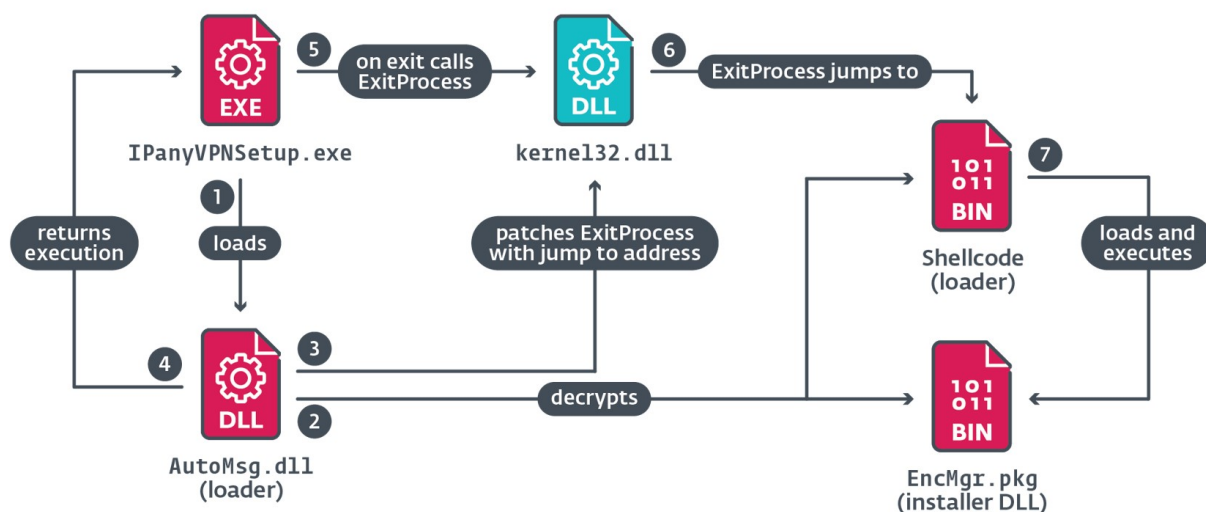 5
on exit calls
ExitProcess
6
ExitProcess jumps to
EXE
DLL
IPanyVPNSetup.exe
kernel32.dll
1
101
011
BIN
7
returns
execution
loads
patches ExitProcess
with jump to address
Shellcode
(loader)
loads and
executes
4
3
DLL
2
decrypts
101
011
BIN
AutoMsg.dll
(loader)
EncMgr.pkg
(installer DLL)